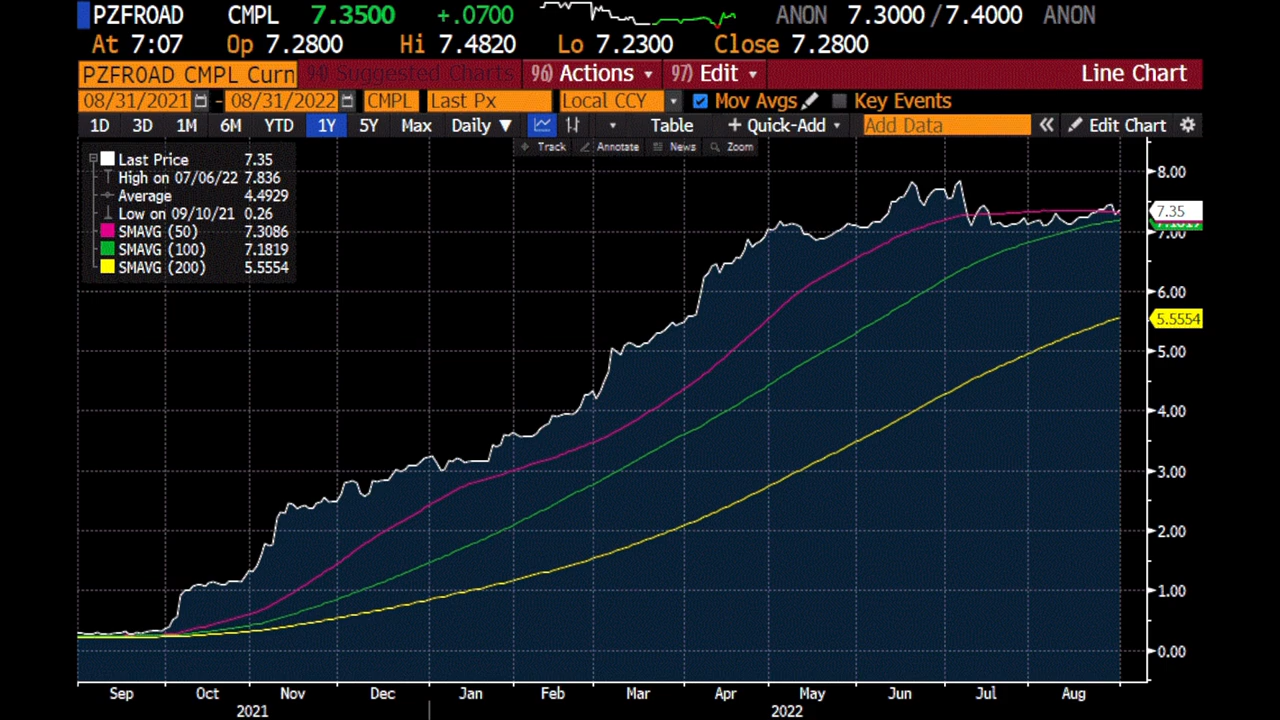 PZFROAD CMPL 7.3500 +.0700 ANON 7.3000/7.4000 ANON
At 7:07 Op 7.2800 Hi 7.4820 Lo 7.2300 Close 7.2800
PZFROAD CMPL Curn 94) Suggested Charts 96) Actions 97) Edit Line Chart
08/31/2021 - 08/31/2022 CMPL Last Px Local CCY Mov Avgs Key Events
1D 3D 1M 6M YTD 1Y 5Y Max Daily ▼ Table + Quick-Add Add Data « Edit Chart
Track Annotate News Zoom
Last Price 7.35
High on 07/06/22 7.836
Average 4.4929
Low on 09/10/21 0.26
SMAVG (50) 7.3086
SMAVG (100) 7.1819
SMAVG (200) 5.5554
8.00
7.35
7.1819
7.00
6.00
5.5554
5.00
4.00
3.00
2.00
1.00
0.00
Sep Oct Nov Dec Jan Feb Mar Apr May Jun Jul Aug
2021 2022